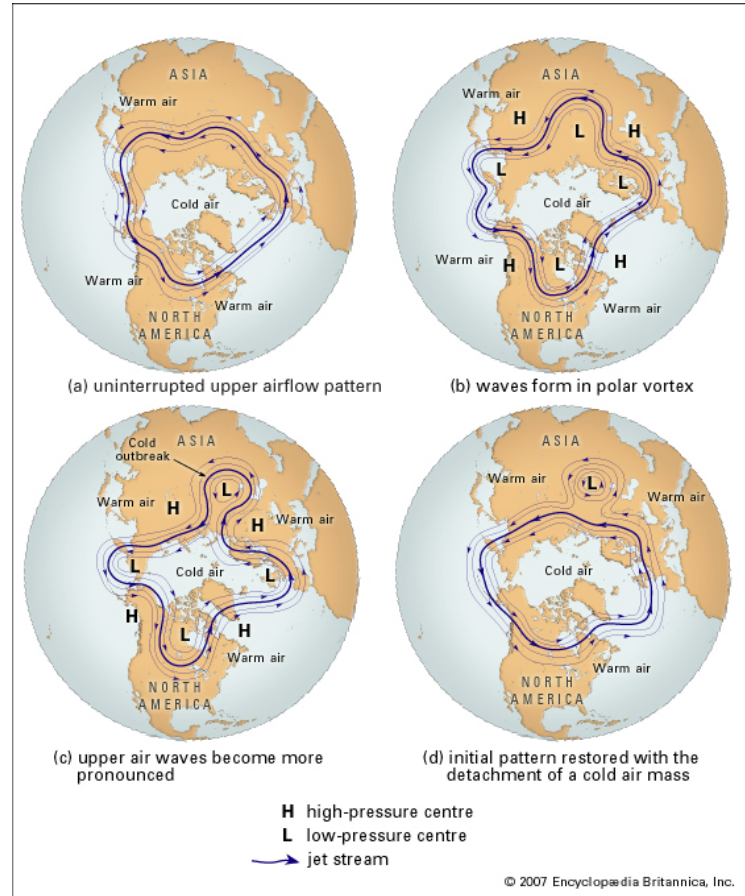 ASIA
Warm air
Cold air
Warm air
Warm air
NORTH
AMERICA
(a) uninterrupted upper airflow pattern
ASIA
Warm air
H
H
L
L
L
Cold air
Warm air
H
L
H
Warm air
NORTH
AMERICA
(b) waves form in polar vortex
ASIA
Cold
outbreak
L
Warm air
H
H
Warm air
L
Cold air
L
H
L
H
Warm air
NORTH
AMERICA
(c) upper air waves become more
pronounced
ASIA
Warm air
L
Warm air
Cold air
Warm air
NORTH
AMERICA
(d) initial pattern restored with the
detachment of a cold air mass
H high-pressure centre
L low-pressure centre
jet stream
© 2007 Encyclopædia Britannica, Inc.